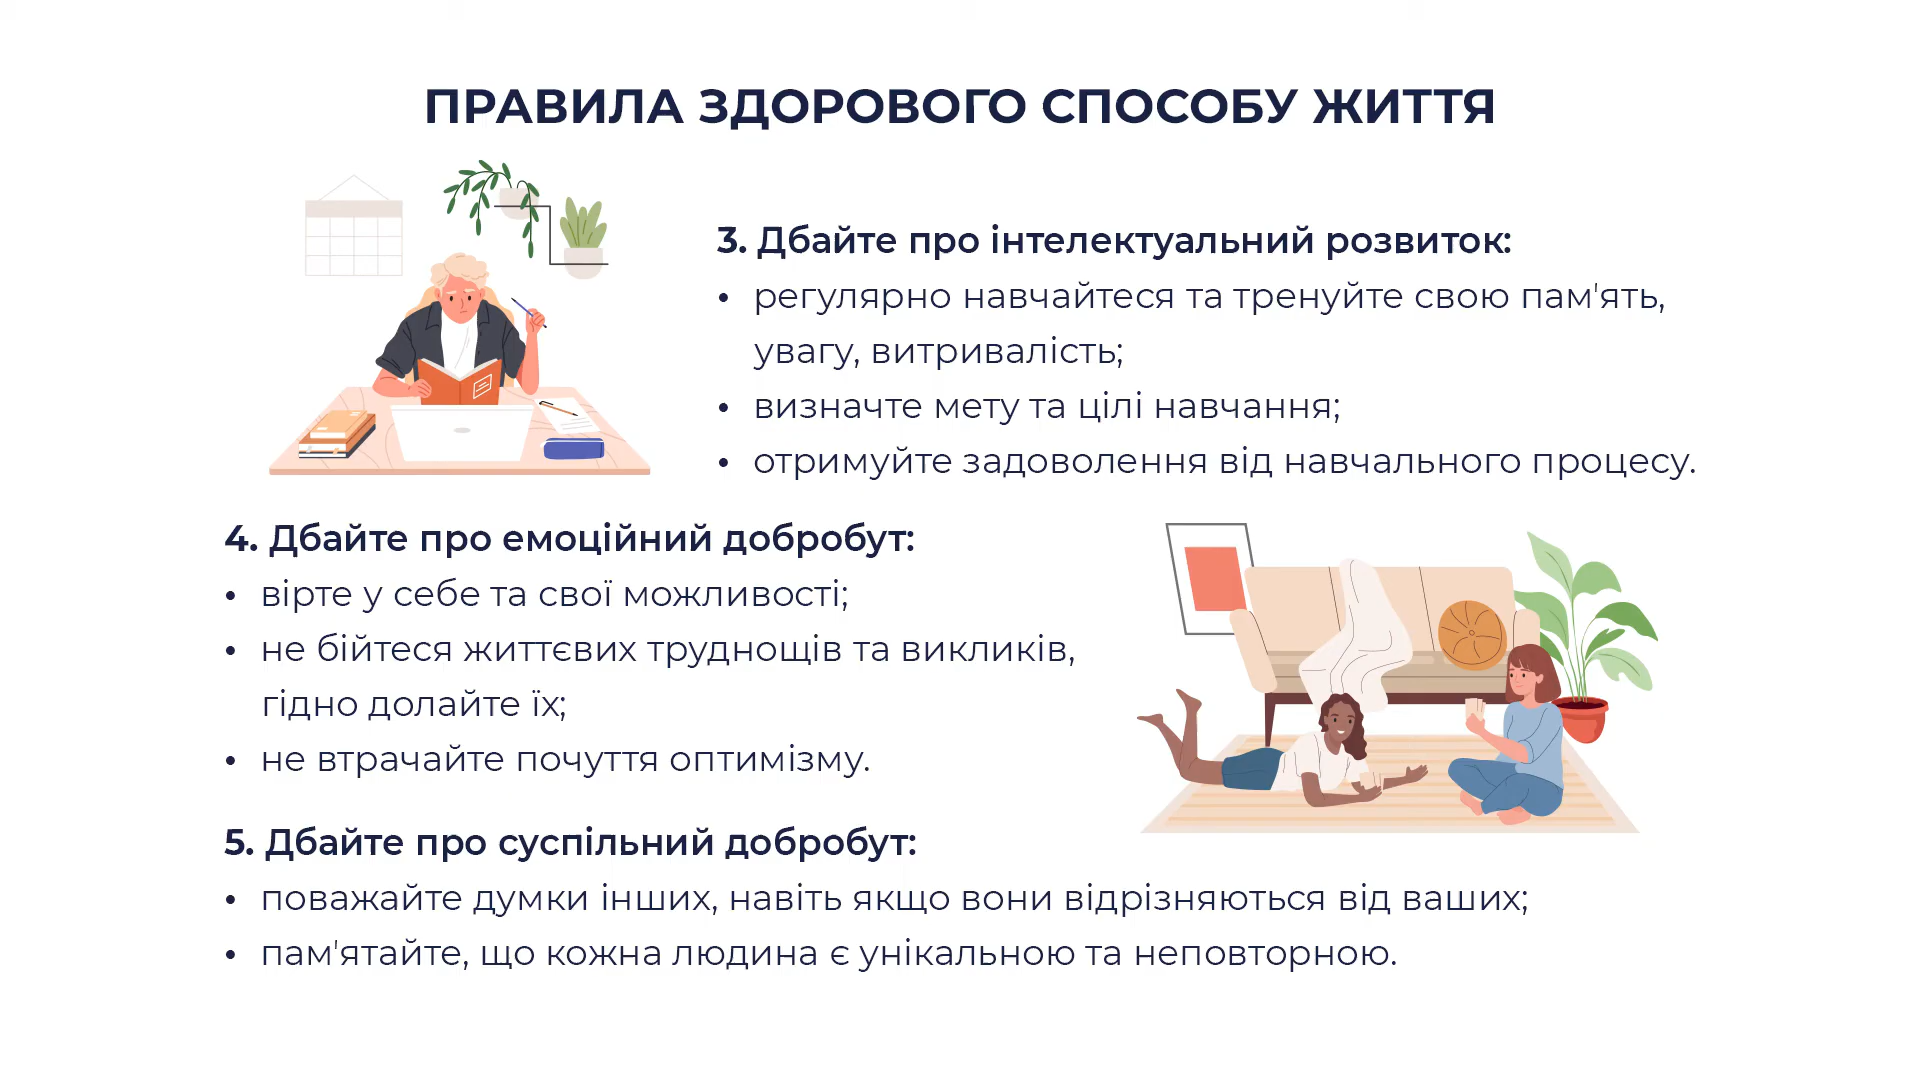 ПРАВИЛА ЗДОРОВОГО СПОСОБУ ЖИТТЯ
3. Дбайте про інтелектуальний розвиток:
• регулярно навчайтеся та тренуйте свою пам'ять,
увагу, витривалість;
• визначте мету та цілі навчання;
• отримуйте задоволення від навчального процесу.
4. Дбайте про емоційний добробут:
• вірте у себе та свої можливості;
• не бійтеся життєвих труднощів та викликів,
гідно долайте їх;
• не втрачайте почуття оптимізму.
5. Дбайте про суспільний добробут:
• поважайте думки інших, навіть якщо вони відрізняються від ваших;
• пам'ятайте, що кожна людина є унікальною та неповторною.